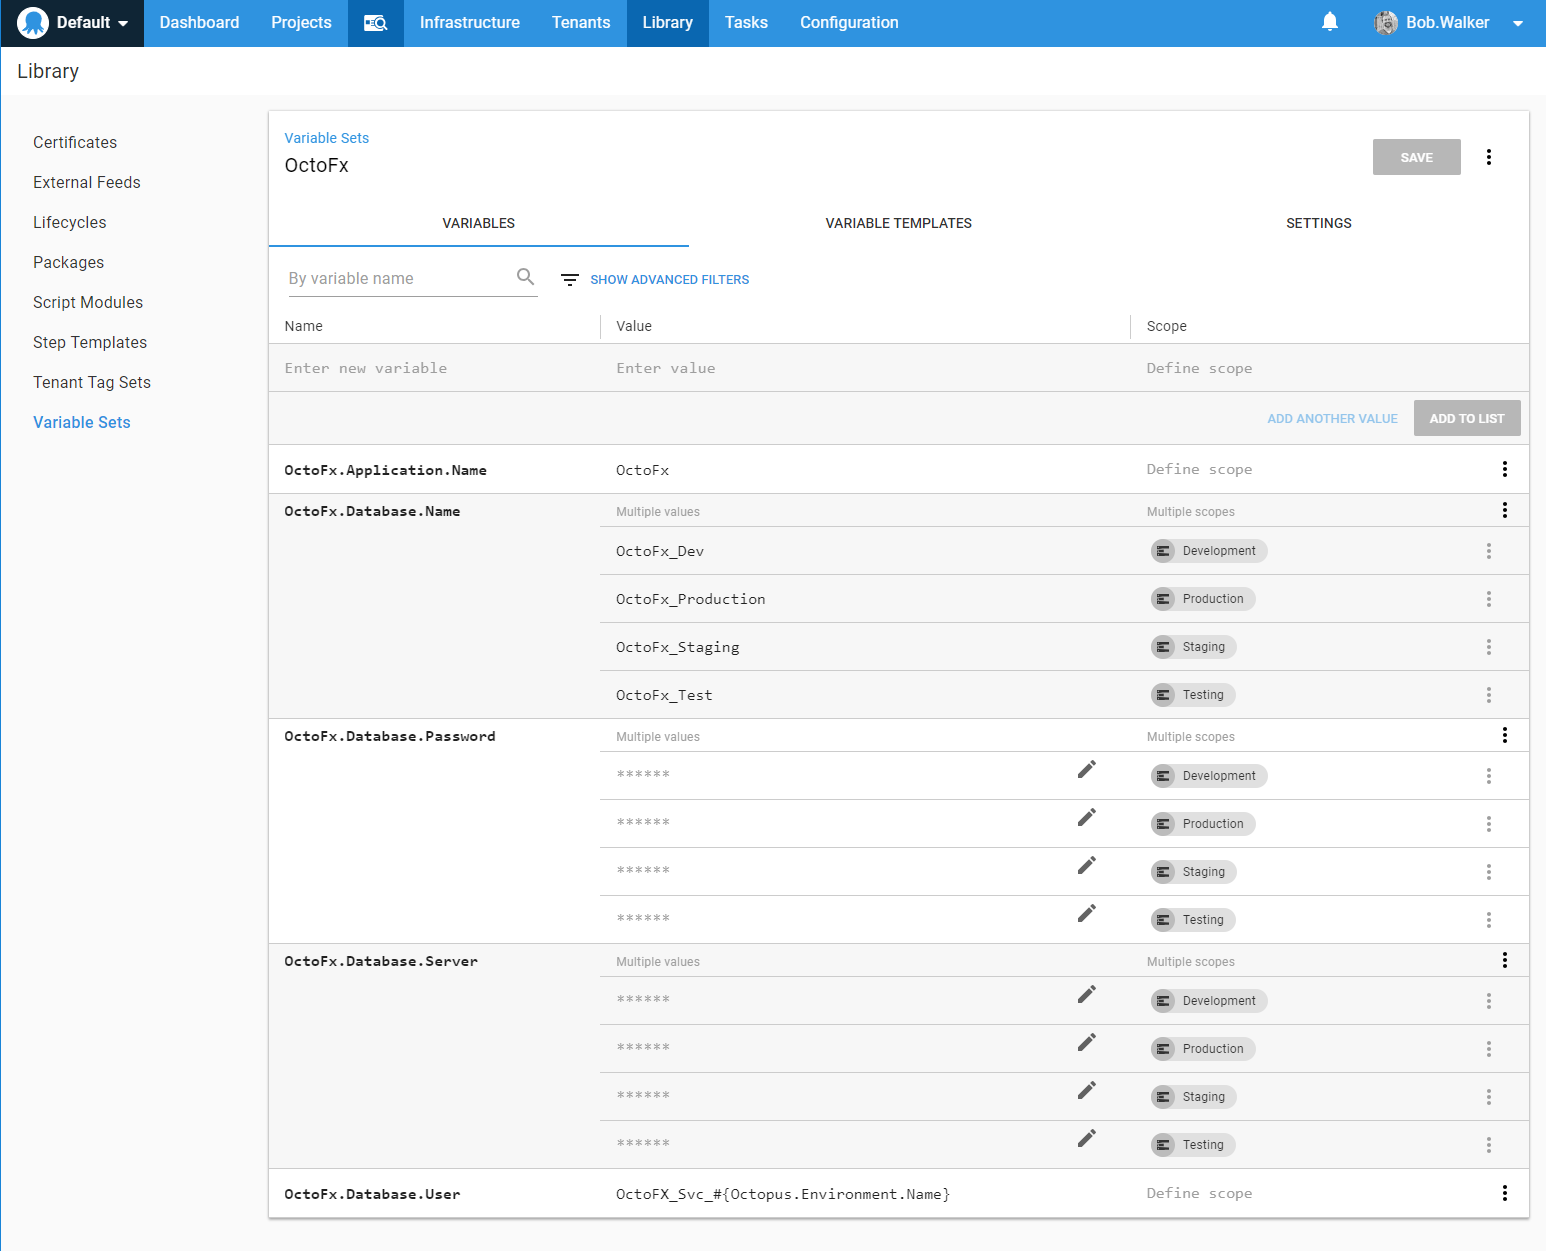 Default Dashboard Projects Infrastructure Tenants Library Tasks Configuration Bob.Walker
Library
Certificates
External Feeds
Lifecycles
Packages
Script Modules
Step Templates
Tenant Tag Sets
Variable Sets
Variable Sets
OctoFx
SAVE
VARIABLES VARIABLE TEMPLATES SETTINGS
By variable name SHOW ADVANCED FILTERS
Name Value Scope
Enter new variable Enter value Define scope
ADD ANOTHER VALUE ADD TO LIST
OctoFx.Application.Name OctoFx Define scope
OctoFx.Database.Name Multiple values Multiple scopes
OctoFx_Dev Development
OctoFx_Production Production
OctoFx_Staging Staging
OctoFx_Test Testing
OctoFx.Database.Password Multiple values Multiple scopes
****** Development
****** Production
****** Staging
****** Testing
OctoFx.Database.Server Multiple values Multiple scopes
****** Development
****** Production
****** Staging
****** Testing
OctoFx.Database.User OctoFX_Svc_#{Octopus.Environment.Name} Define scope